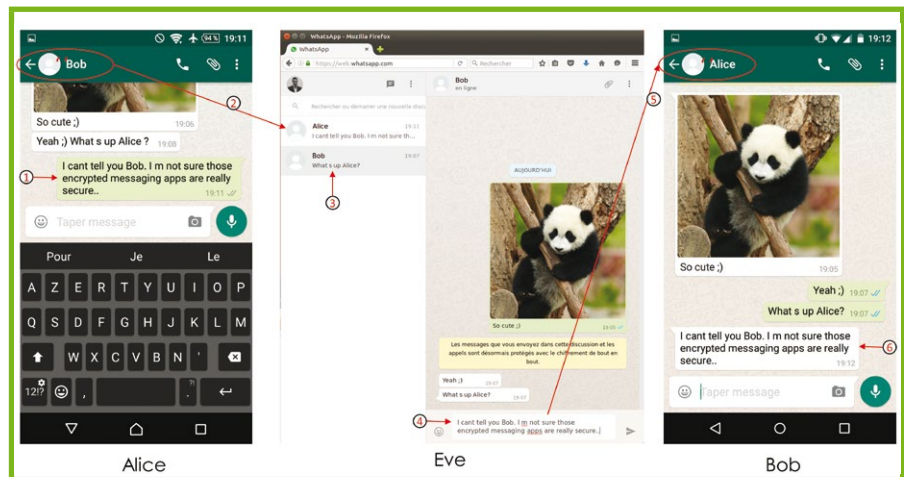 94 % 19:11
Bob
2
So cute ;) 19:06
Yeah ;) What s up Alice ? 19:08
1
I cant tell you Bob. I m not sure those
encrypted messaging apps are really
secure.. 19:11
Taper message
Pour Je Le
A Z E R T Y U I O P
Q S D F G H J K L M
W X C V B N '
12!? , ?! .
Alice
WhatsApp - Mozilla Firefox
WhatsApp
https://web.whatsapp.com
Rechercher
Rechercher ou démarrer une nouvelle discu
Alice 19:11
I cant tell you Bob. I m not sure th...
Bob 19:07
What s up Alice?
3
Bob
en ligne
AUJOURD'HUI
So cute ;) 19:05
Les messages que vous envoyez dans cette discussion et les
appels sont désormais protégés avec le chiffrement de bout en
bout.
Yeah ;) 19:07
What s up Alice? 19:07
4
I cant tell you Bob. I m not sure those
encrypted messaging apps are really secure..
Eve
19:12
5
Alice
So cute ;) 19:05
Yeah ;) 19:07
What s up Alice? 19:07
I cant tell you Bob. I m not sure those
encrypted messaging apps are really
secure.. 19:12
6
Taper message
Bob